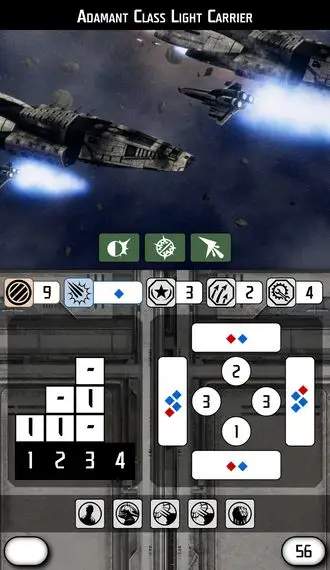 ADAMANT CLASS LIGHT CARRIER
9 3 2 4
-
- I
I I -
1 2 3 4
2
3 3
1
56